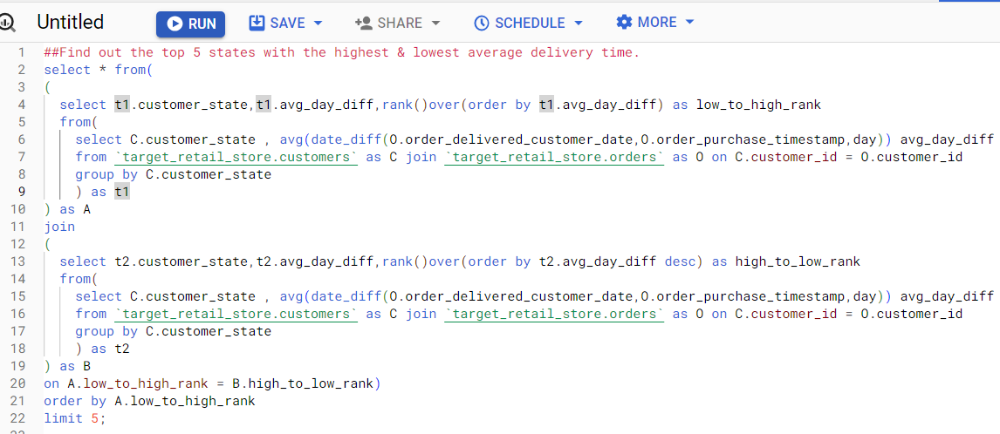 Untitled RUN SAVE SHARE SCHEDULE MORE
1 ##Find out the top 5 states with the highest & lowest average delivery time.
2 select * from(
3 (
4 select t1.customer_state,t1.avg_day_diff,rank()over(order by t1.avg_day_diff) as low_to_high_rank
5 from(
6 select C.customer_state , avg(date_diff(O.order_delivered_customer_date,O.order_purchase_timestamp,day)) avg_day_diff
7 from `target_retail_store.customers` as C join `target_retail_store.orders` as O on C.customer_id = O.customer_id
8 group by C.customer_state
9 ) as t1
10 ) as A
11 join
12 (
13 select t2.customer_state,t2.avg_day_diff,rank()over(order by t2.avg_day_diff desc) as high_to_low_rank
14 from(
15 select C.customer_state , avg(date_diff(O.order_delivered_customer_date,O.order_purchase_timestamp,day)) avg_day_diff
16 from `target_retail_store.customers` as C join `target_retail_store.orders` as O on C.customer_id = O.customer_id
17 group by C.customer_state
18 ) as t2
19 ) as B
20 on A.low_to_high_rank = B.high_to_low_rank)
21 order by A.low_to_high_rank
22 limit 5;